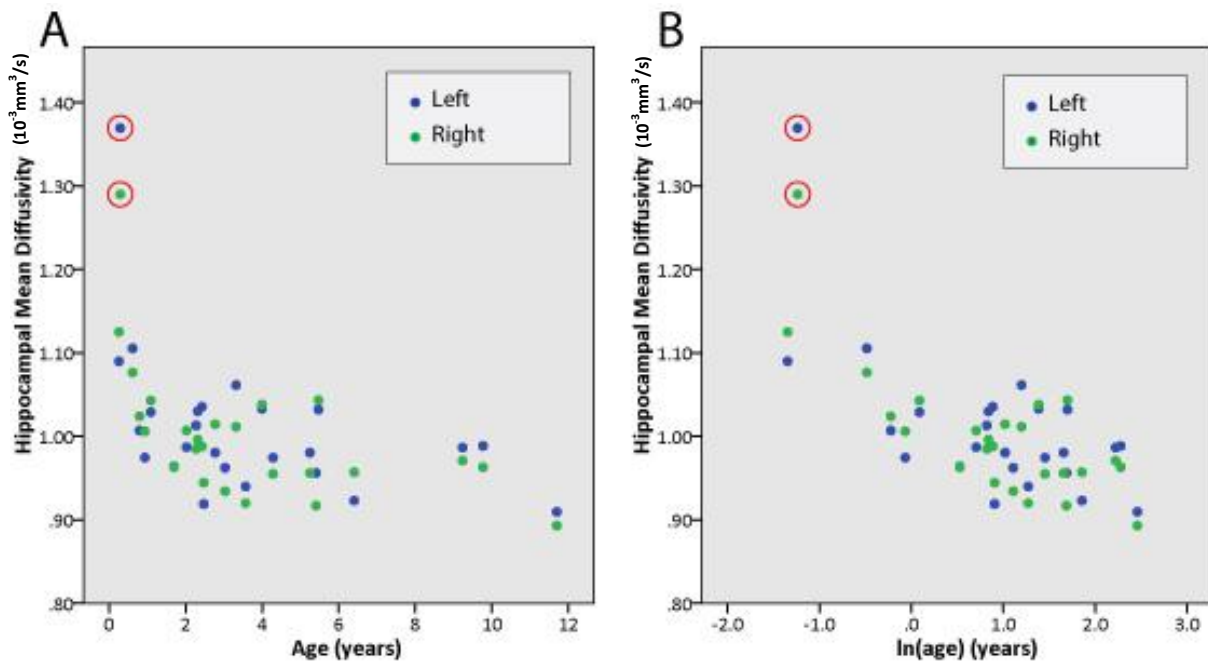 A
Hippocampal Mean Diffusivity (10⁻³mm³/s)
1.40
1.30
1.20
1.10
1.00
.90
.80
Left
Right
0 2 4 6 8 10 12
Age (years)
B
Hippocampal Mean Diffusivity (10⁻³mm³/s)
1.40
1.30
1.20
1.10
1.00
.90
.80
Left
Right
-2.0 -1.0 .0 1.0 2.0 3.0
ln(age) (years)